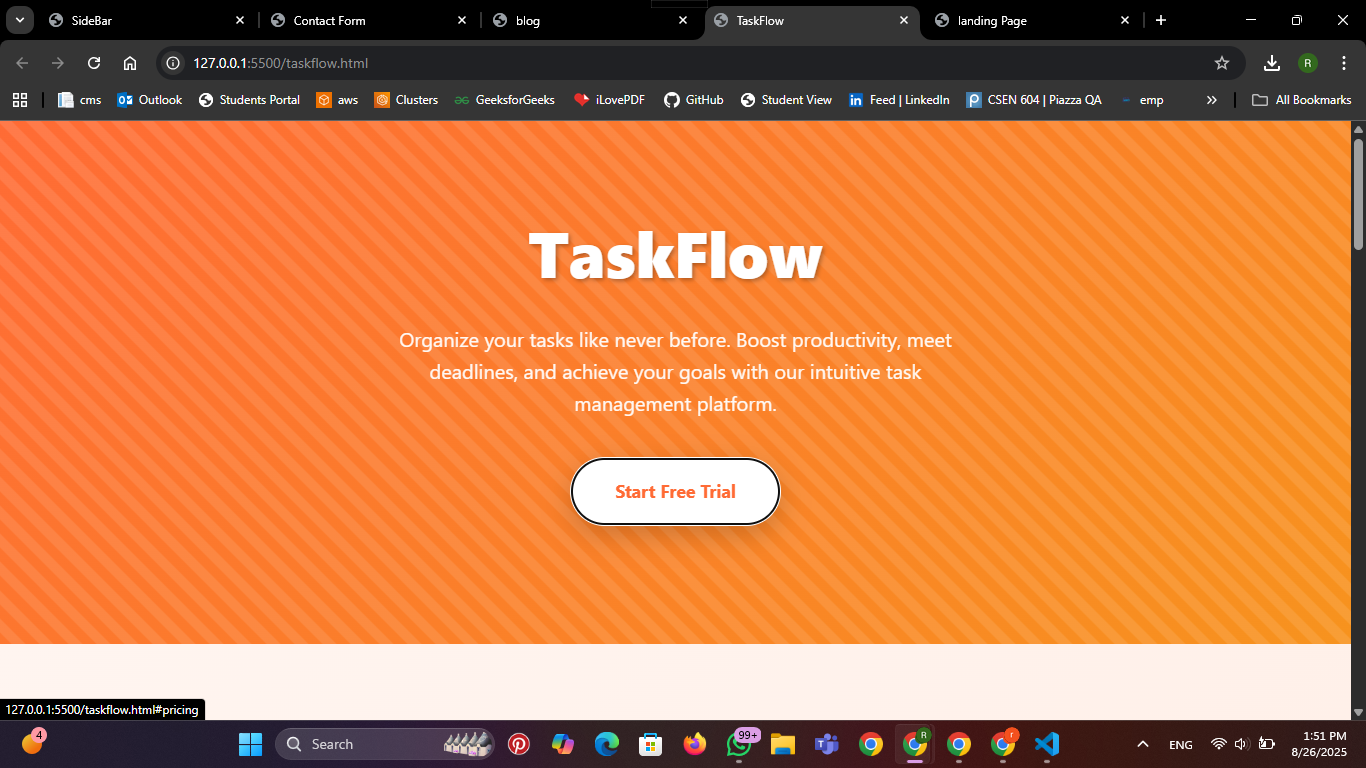 SideBar
Contact Form
blog
TaskFlow
landing Page
127.0.0.1:5500/taskflow.html
R
cms
Outlook
Students Portal
aws
Clusters
GeeksforGeeks
iLovePDF
GitHub
Student View
Feed | LinkedIn
CSEN 604 | Piazza QA
emp
All Bookmarks
TaskFlow
Organize your tasks like never before. Boost productivity, meet
deadlines, and achieve your goals with our intuitive task
management platform.
Start Free Trial
127.0.0.1:5500/taskflow.html#pricing
4
Search
99+
R
r
ENG
1:51 PM
8/26/2025